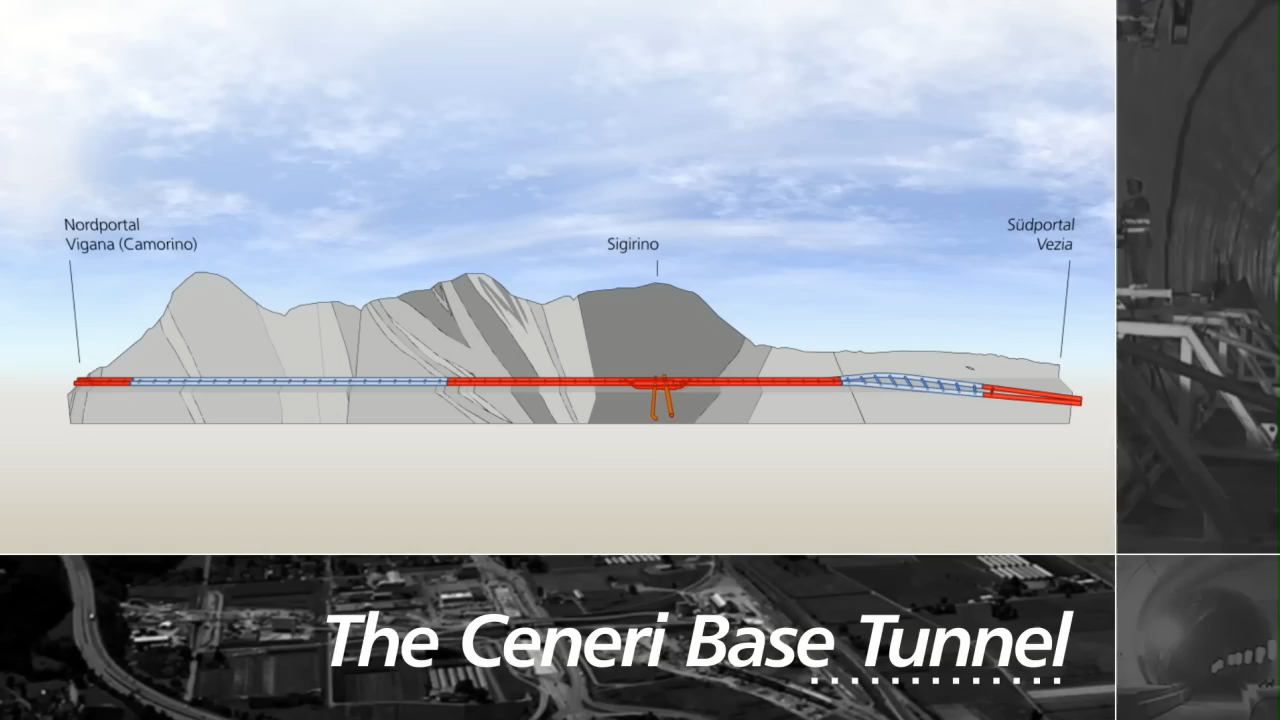 Nordportal
Vigana (Camorino)
Sigirino
Südportal
Vezia
The Ceneri Base Tunnel